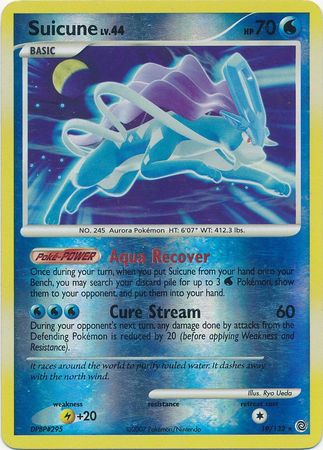 Suicune LV.44 HP 70
BASIC
NO. 245 Aurora Pokémon HT: 6'07" WT: 412.3 lbs.
Poké-POWER Aqua Recover
Once during your turn, when you put Suicune from your hand onto your
Bench, you may search your discard pile for up to 3 Pokémon, show
them to your opponent, and put them into your hand.
Cure Stream 60
During your opponent's next turn, any damage done by attacks from the
Defending Pokémon is reduced by 20 (before applying Weakness and
Resistance).
It races around the world to purify fouled water. It dashes away
with the north wind.
Illus. Ryo Ueda
weakness resistance retreat cost
+20
DPBP#295 ©2007 Pokémon/Nintendo 19/132 ★